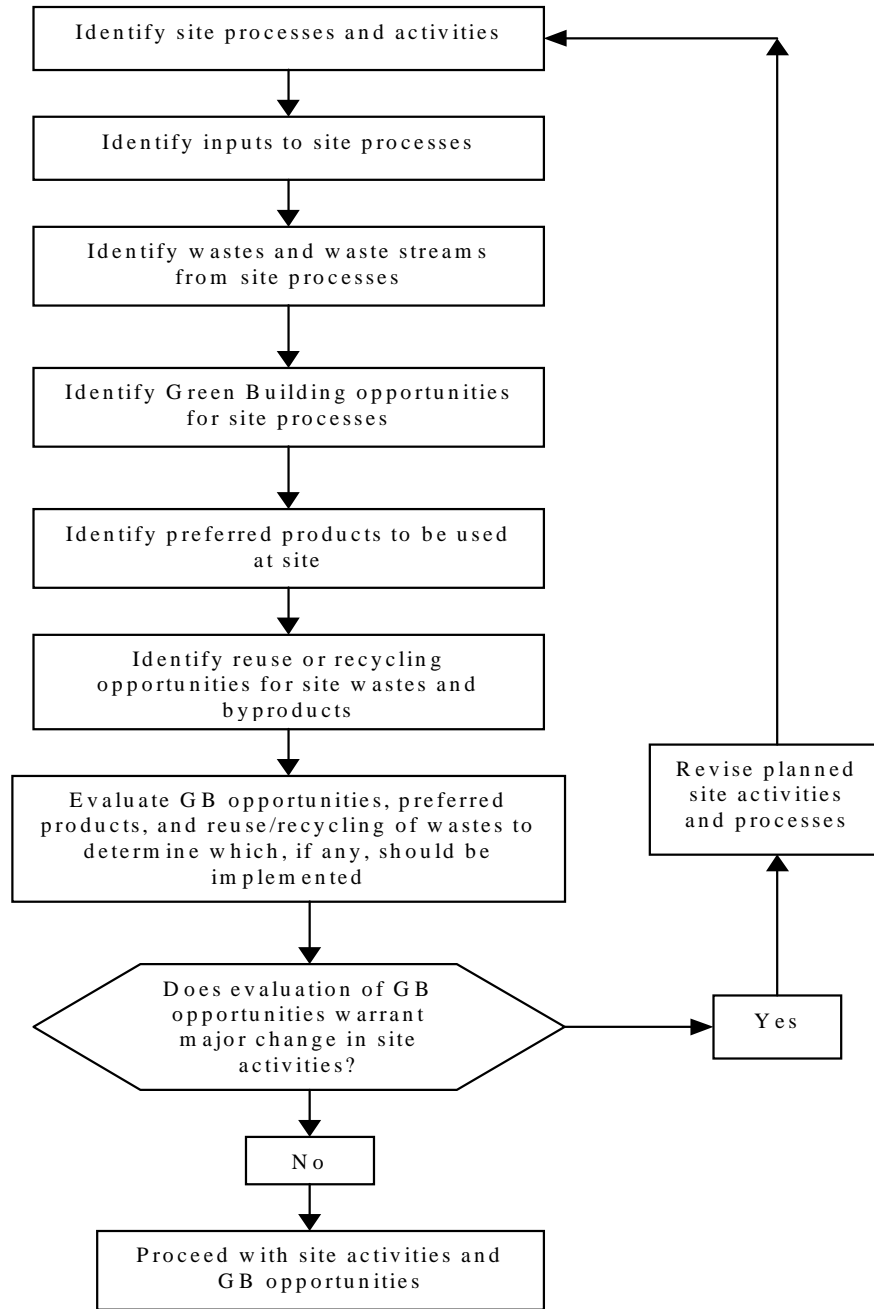 Identify site processes and activities
Identify inputs to site processes
Identify wastes and waste streams
from site processes
Identify Green Building opportunities
for site processes
Identify preferred products to be used
at site
Identify reuse or recycling
opportunities for site wastes and
byproducts
Evaluate GB opportunities, preferred
products, and reuse/recycling of wastes to
determine which, if any, should be
implemented
Does evaluation of GB
opportunities warrant
major change in site
activities?
Yes
Revise planned
site activities
and processes
No
Proceed with site activities and
GB opportunities